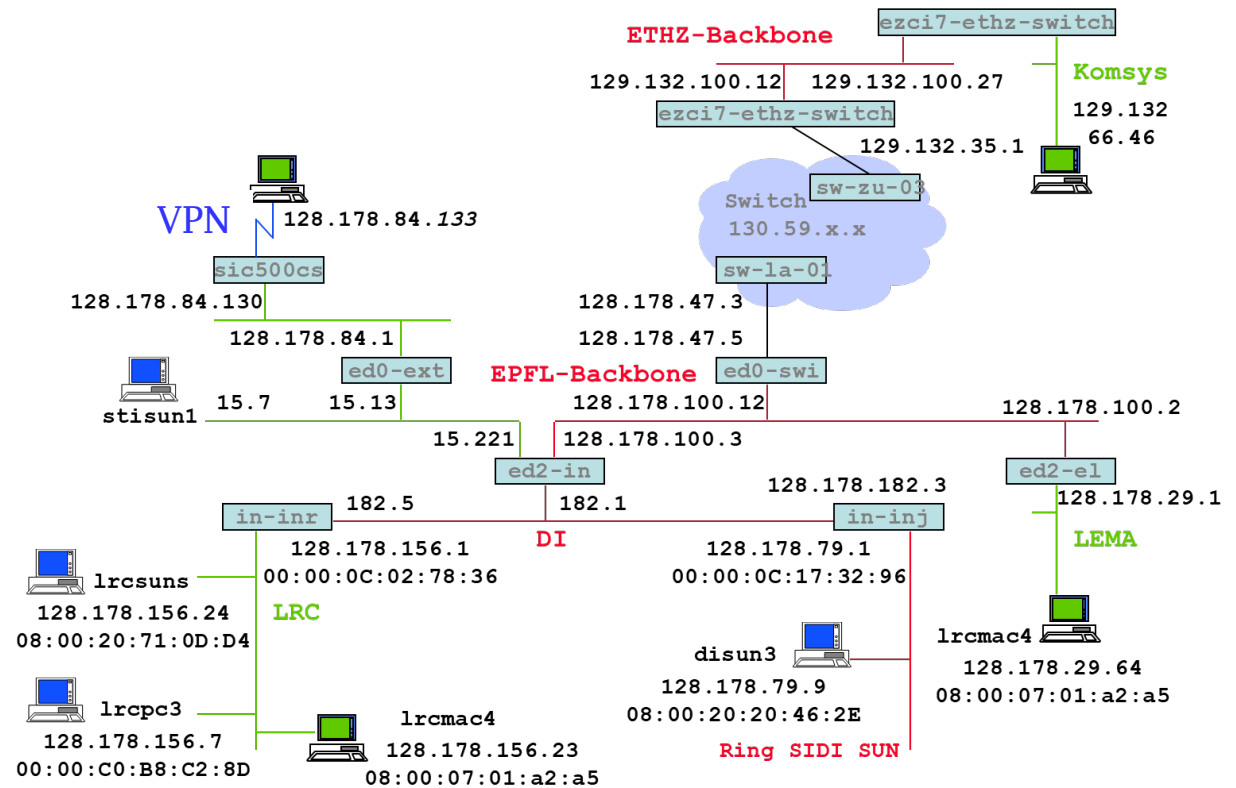 ezci7-ethz-switch
ETHZ-Backbone
Komsys
129.132.100.12
129.132.100.27
129.132
66.46
ezci7-ethz-switch
129.132.35.1
sw-zu-03
Switch
130.59.x.x
VPN
128.178.84.133
sic500cs
sw-la-01
128.178.84.130
128.178.47.3
128.178.84.1
128.178.47.5
ed0-ext
EPFL-Backbone
ed0-swi
stisun1
15.7
15.13
128.178.100.12
128.178.100.2
15.221
128.178.100.3
ed2-in
ed2-el
128.178.182.3
128.178.29.1
182.5
182.1
in-inr
in-inj
DI
LEMA
128.178.156.1
00:00:0C:02:78:36
128.178.79.1
00:00:0C:17:32:96
lrcsuns
128.178.156.24
08:00:20:71:0D:D4
LRC
disun3
128.178.79.9
08:00:20:20:46:2E
lrcmac4
128.178.29.64
08:00:07:01:a2:a5
lrcpc3
128.178.156.7
00:00:C0:B8:C2:8D
lrcmac4
128.178.156.23
08:00:07:01:a2:a5
Ring SIDI SUN